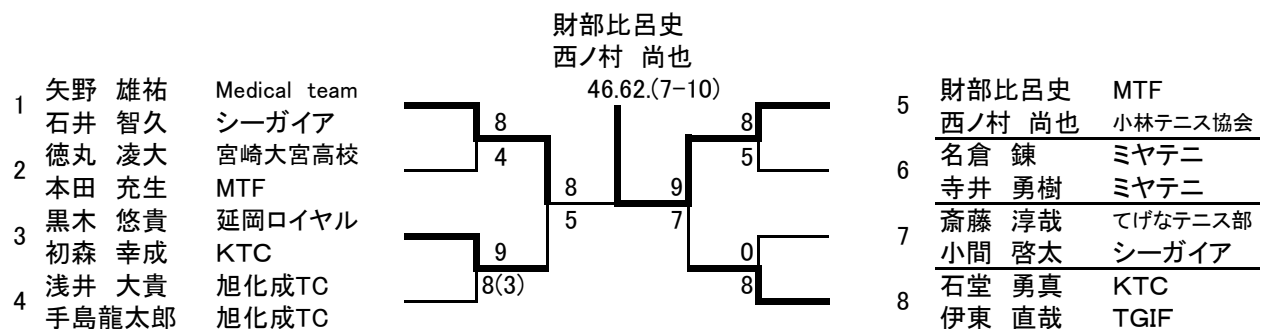 財部比呂史
西ノ村 尚也
46.62.(7-10)
1 矢野 雄祐 Medical team
石井 智久 シーガイア
2 徳丸 凌大 宮崎大宮高校
本田 充生 MTF
3 黒木 悠貴 延岡ロイヤル
初森 幸成 KTC
4 浅井 大貴 旭化成TC
手島龍太郎 旭化成TC
8
4
8
5
9
8(3)
8
5
9
7
0
8
5 財部比呂史 MTF
西ノ村 尚也 小林テニス協会
6 名倉 錬 ミヤテニ
寺井 勇樹 ミヤテニ
7 斎藤 淳哉 てげなテニス部
小間 啓太 シーガイア
8 石堂 勇真 KTC
伊東 直哉 TGIF